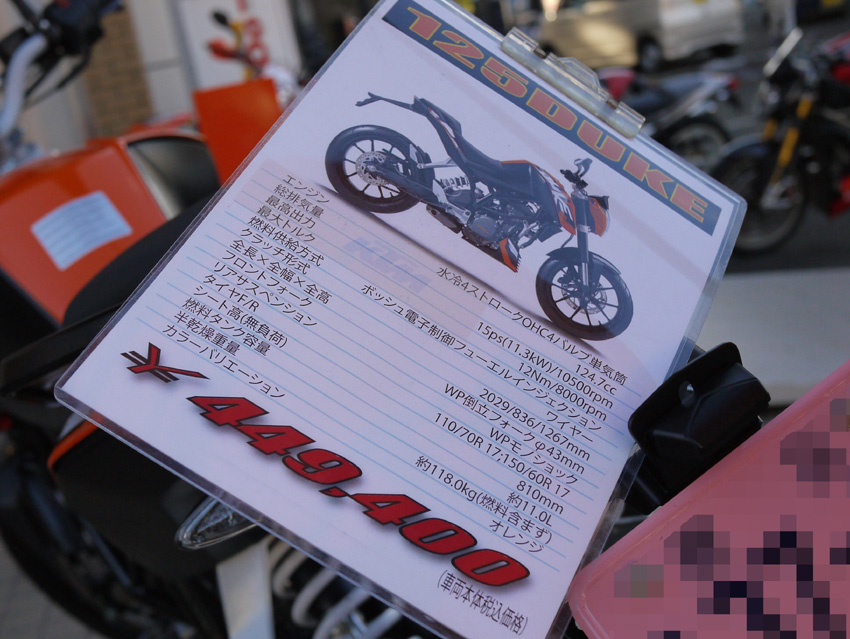 125DUKE
エンジン 水冷4ストロークOHC4バルブ単気筒
総排気量 124.7cc
最高出力 15ps(11.3kW)/10500rpm
最大トルク 12Nm/8000rpm
燃料供給方式 ボッシュ電子制御フューエルインジェクション
クラッチ形式 ワイヤー
全長×全幅×全高 2029/836/1267mm
フロントフォーク WP倒立フォークφ43mm
リアサスペンション WPモノショック
タイヤF/R 110/70R 17:150/60R 17
シート高(無負荷) 810mm
燃料タンク容量 約11.0L
半乾燥重量 約118.0kg(燃料含まず)
カラーバリエーション オレンジ
¥449,400
(車両本体税込価格)